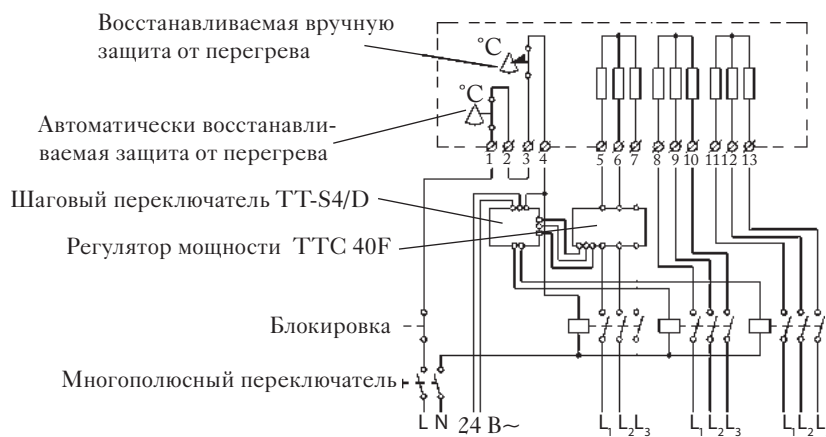 Восстанавливаемая вручную
защита от перегрева
°C
°C
Автоматически восстанавли-
ваемая защита от перегрева
1 2 3 4 5 6 7 8 9 10 11 12 13
Шаговый переключатель TT-S4/D
Регулятор мощности TTC 40F
Блокировка
Многополюсный переключатель
L N 24 В~ L1 L2 L3 L1 L2 L3 L1 L2 L